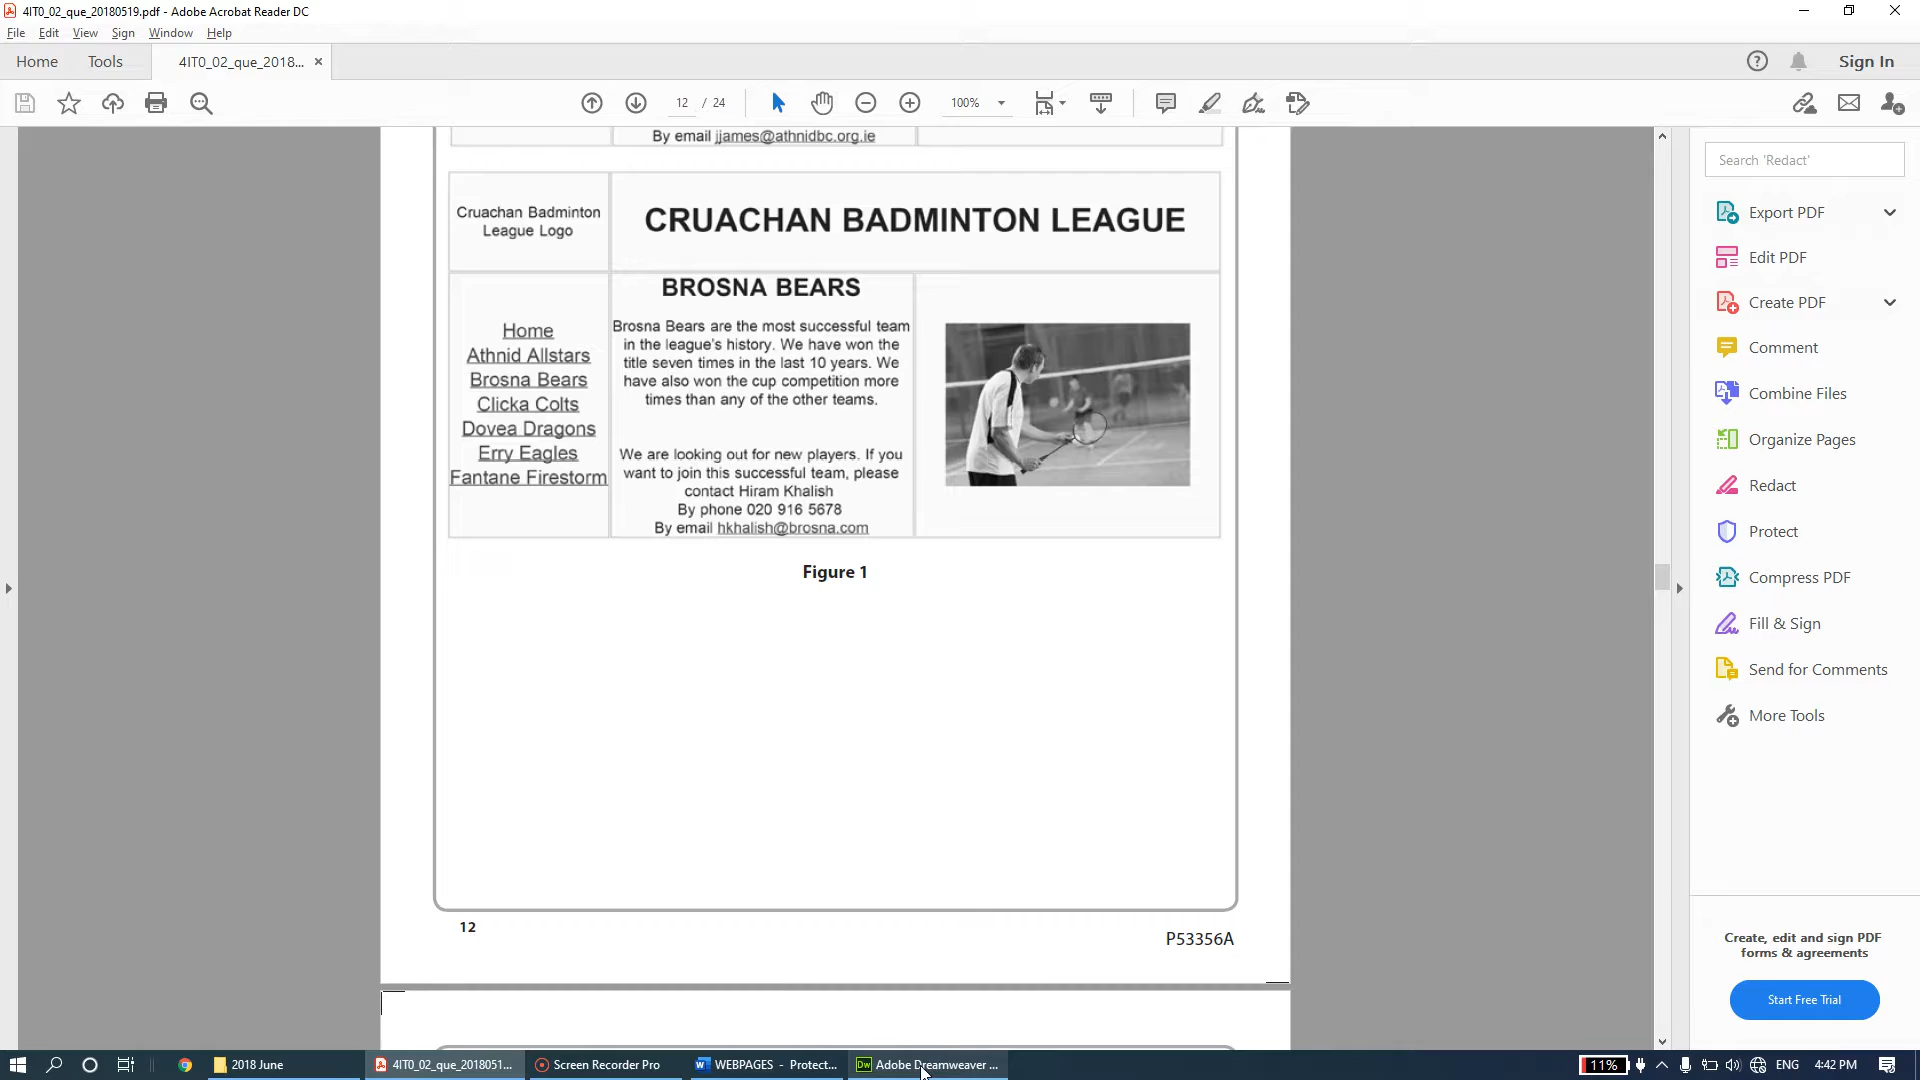 4IT0_02_que_20180519.pdf - Adobe Acrobat Reader DC
File Edit View Sign Window Help
Home Tools 4IT0_02_que_2018... Sign In
12 / 24 100%
By email jjames@athnidbc.org.ie
Cruachan Badminton
League Logo
CRUACHAN BADMINTON LEAGUE
Home
Athnid Allstars
Brosna Bears
Clicka Colts
Dovea Dragons
Erry Eagles
Fantane Firestorm
BROSNA BEARS
Brosna Bears are the most successful team
in the league's history. We have won the
title seven times in the last 10 years. We
have also won the cup competition more
times than any of the other teams.
We are looking out for new players. If you
want to join this successful team, please
contact Hiram Khalish
By phone 020 916 5678
By email hkhalish@brosna.com
Figure 1
12
P53356A
Search 'Redact'
Export PDF
Edit PDF
Create PDF
Comment
Combine Files
Organize Pages
Redact
Protect
Compress PDF
Fill & Sign
Send for Comments
More Tools
Create, edit and sign PDF
forms & agreements
Start Free Trial
2018 June 4IT0_02_que_2018051... Screen Recorder Pro WEBPAGES - Protect... Dw Adobe Dreamweaver ... 11% ENG 4:42 PM